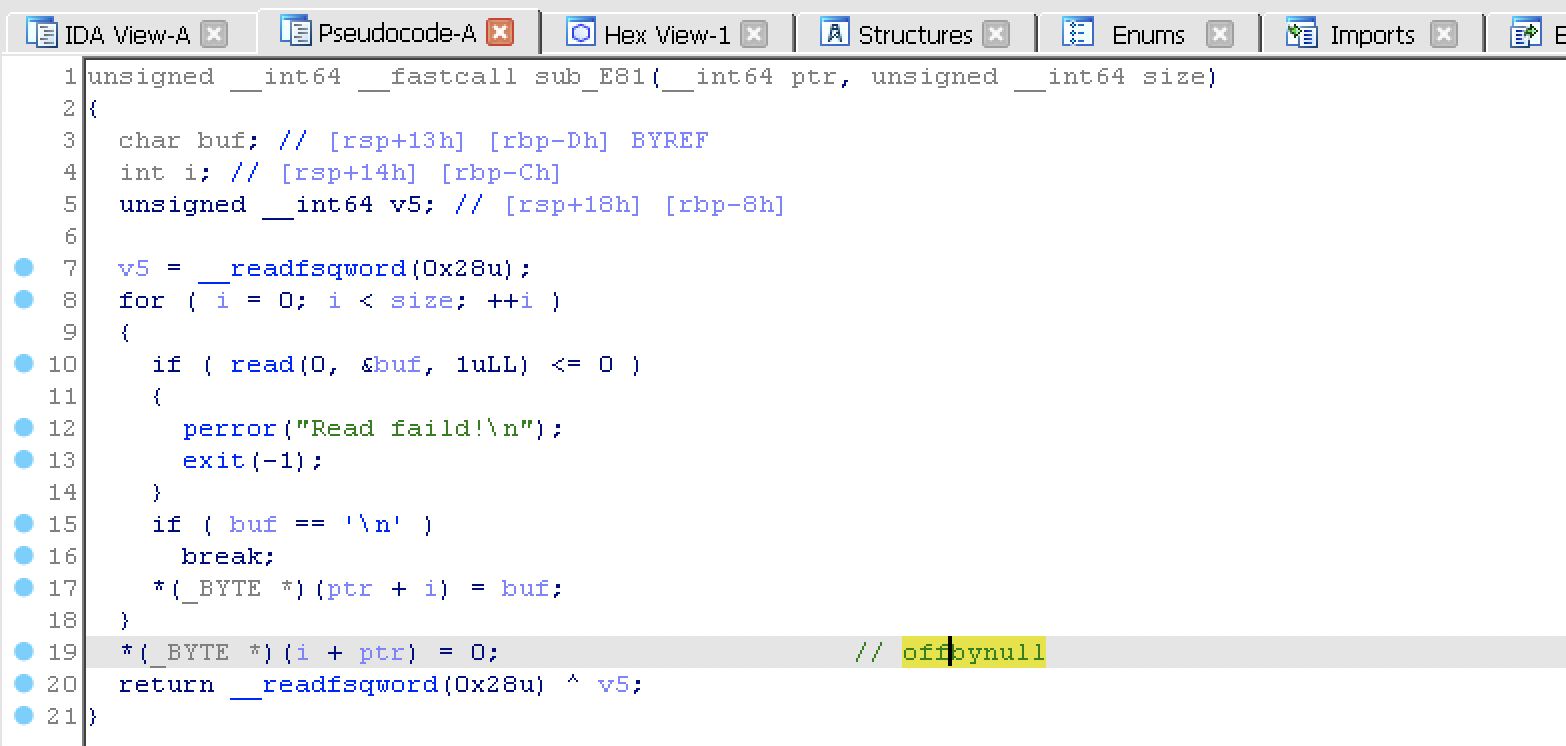 IDA View-A Pseudocode-A Hex View-1 Structures Enums Imports E
1 unsigned __int64 __fastcall sub_E81(__int64 ptr, unsigned __int64 size)
2 {
3 char buf; // [rsp+13h] [rbp-Dh] BYREF
4 int i; // [rsp+14h] [rbp-Ch]
5 unsigned __int64 v5; // [rsp+18h] [rbp-8h]
6
7 v5 = __readfsqword(0x28u);
8 for ( i = 0; i < size; ++i )
9 {
10 if ( read(0, &buf, 1uLL) <= 0 )
11 {
12 perror("Read faild!\n");
13 exit(-1);
14 }
15 if ( buf == '\n' )
16 break;
17 *(_BYTE *)(ptr + i) = buf;
18 }
19 *(_BYTE *)(i + ptr) = 0; // offbynull
20 return __readfsqword(0x28u) ^ v5;
21 }